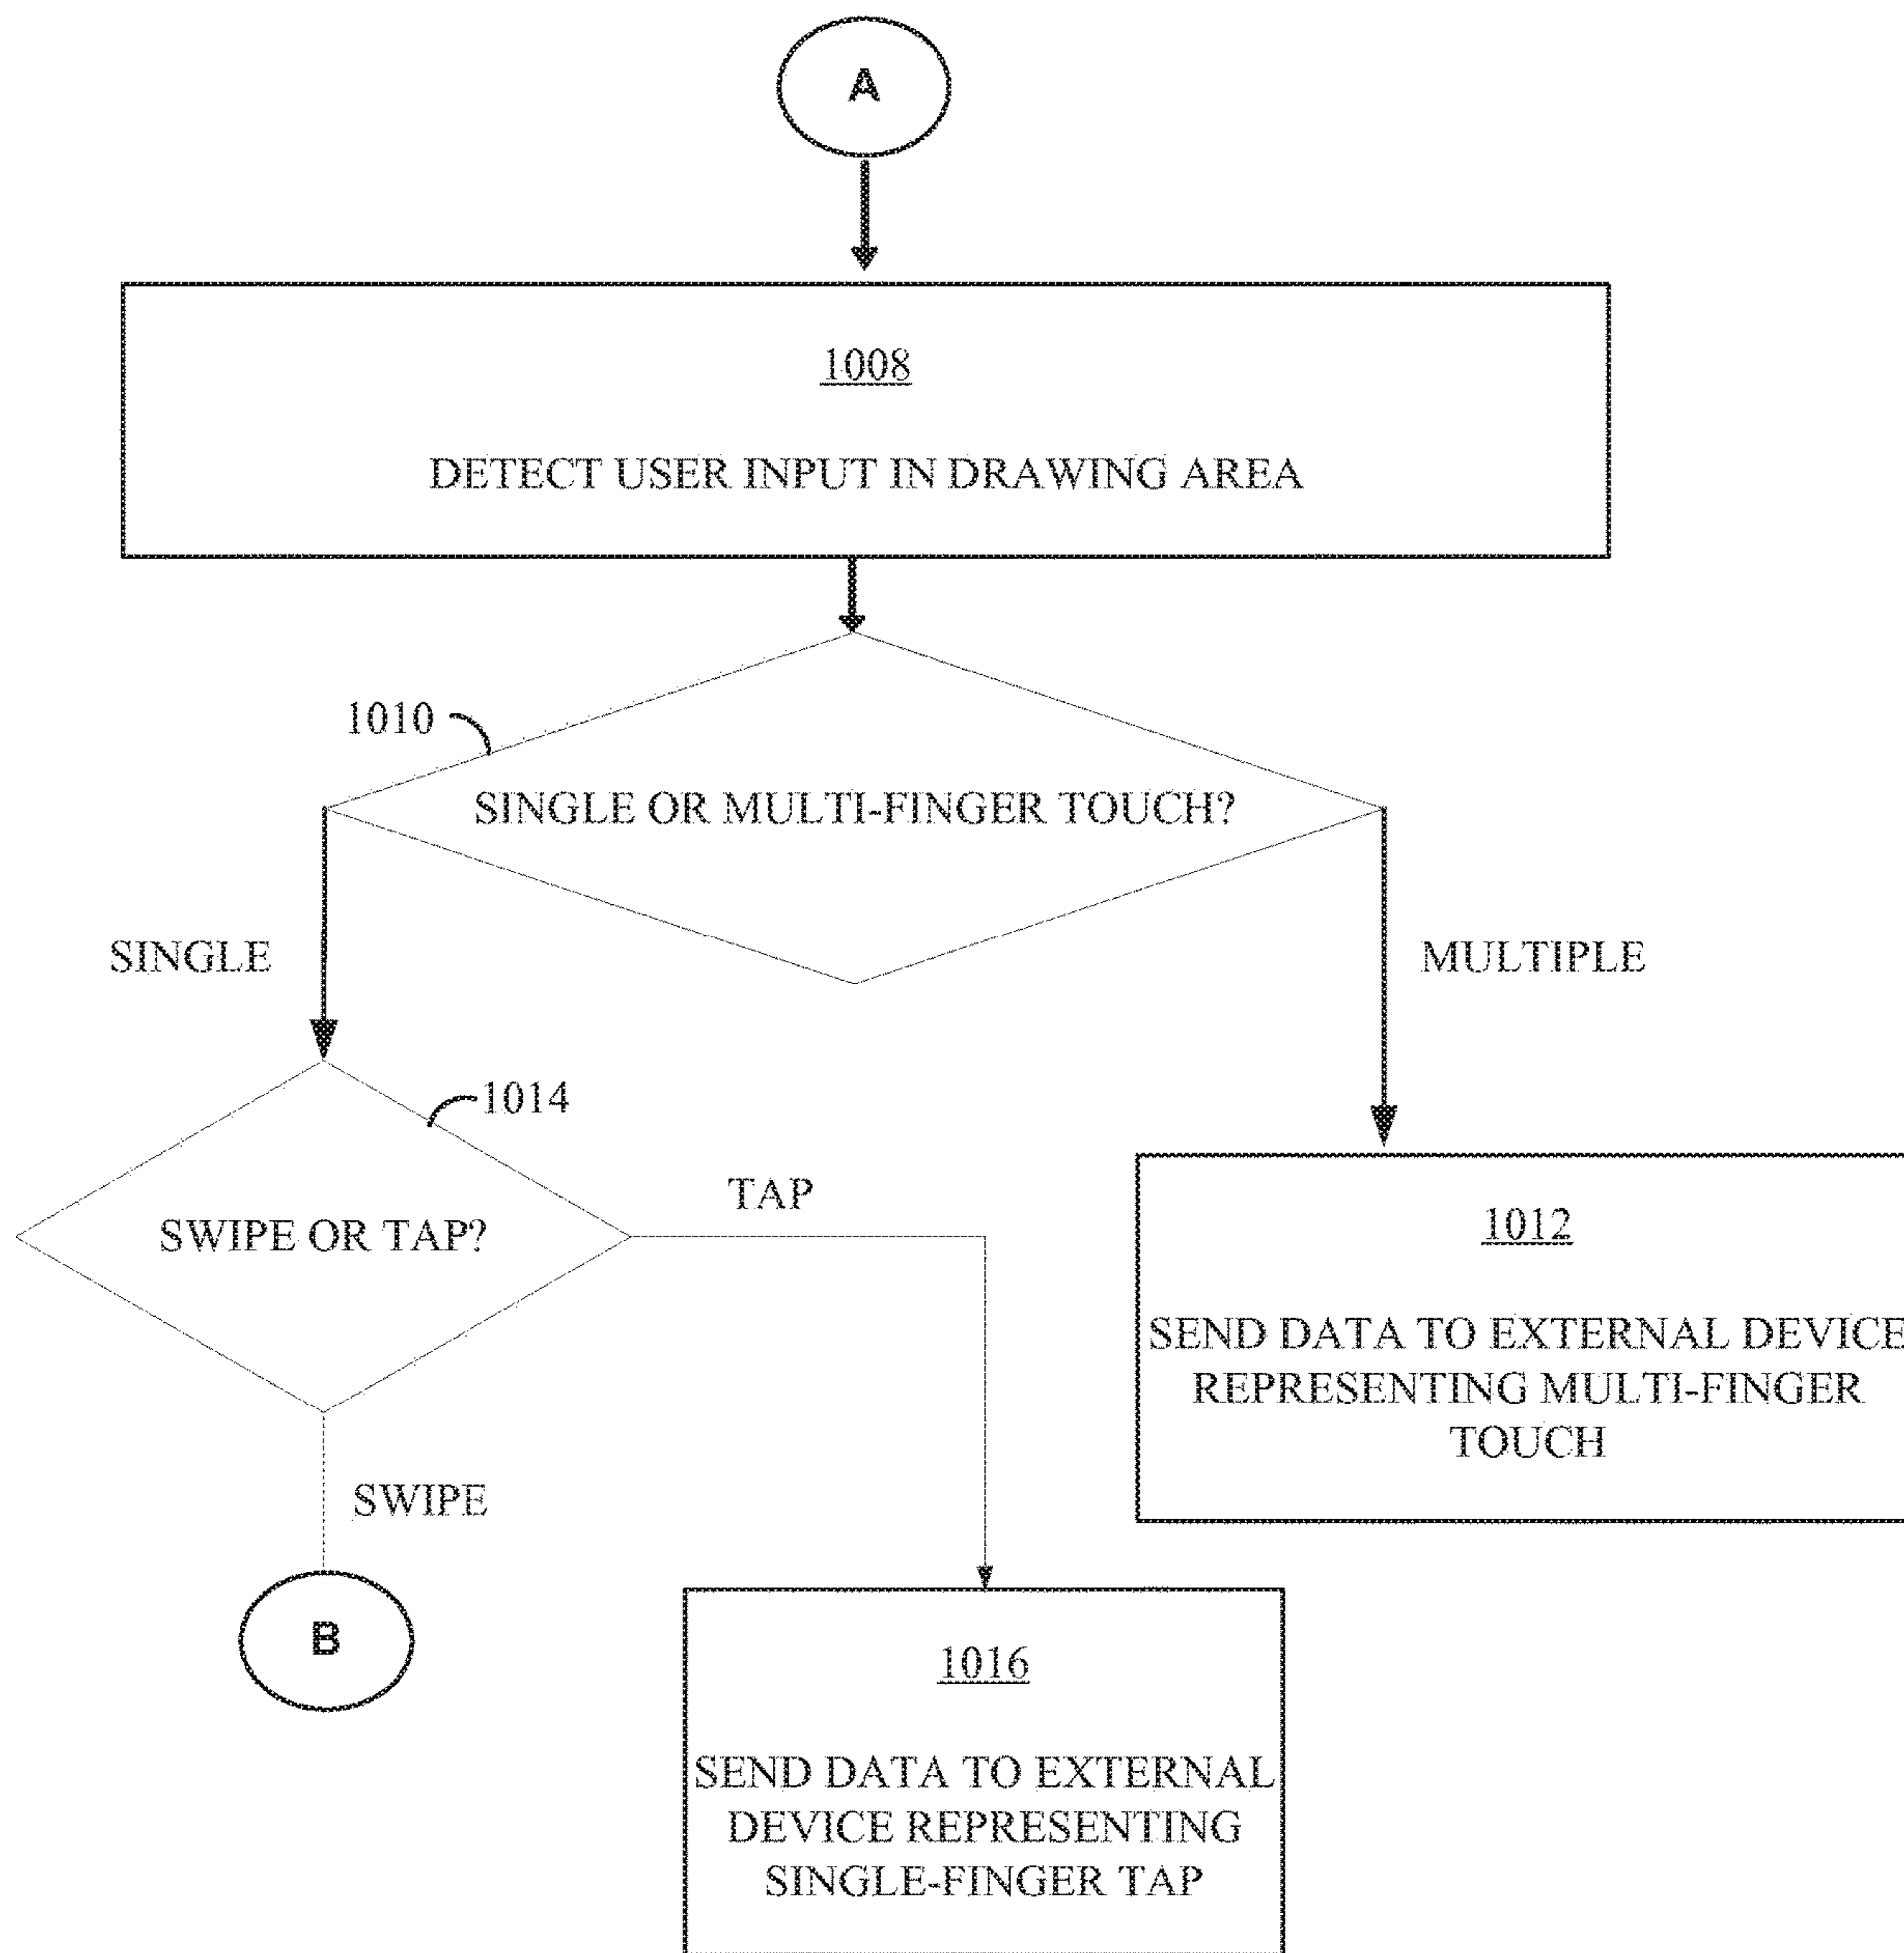 A
1008
DETECT USER INPUT IN DRAWING AREA
1010
SINGLE OR MULTI-FINGER TOUCH?
SINGLE
MULTIPLE
1014
SWIPE OR TAP?
TAP
1012
SEND DATA TO EXTERNAL DEVICE
REPRESENTING MULTI-FINGER
TOUCH
SWIPE
B
1016
SEND DATA TO EXTERNAL
DEVICE REPRESENTING
SINGLE-FINGER TAP